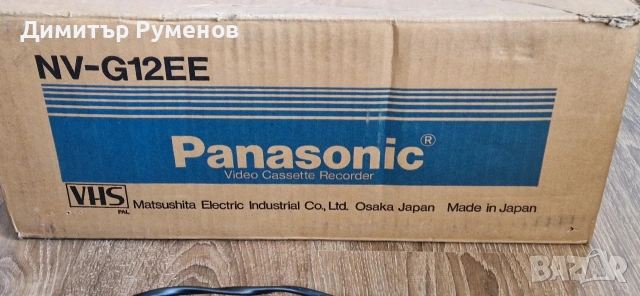 Димитър Руменов
NV-G12EE
Panasonic®
Video Cassette Recorder
VHS
PAL
Matsushita Electric Industrial Co., Ltd. Osaka Japan Made in Japan
BAZAR